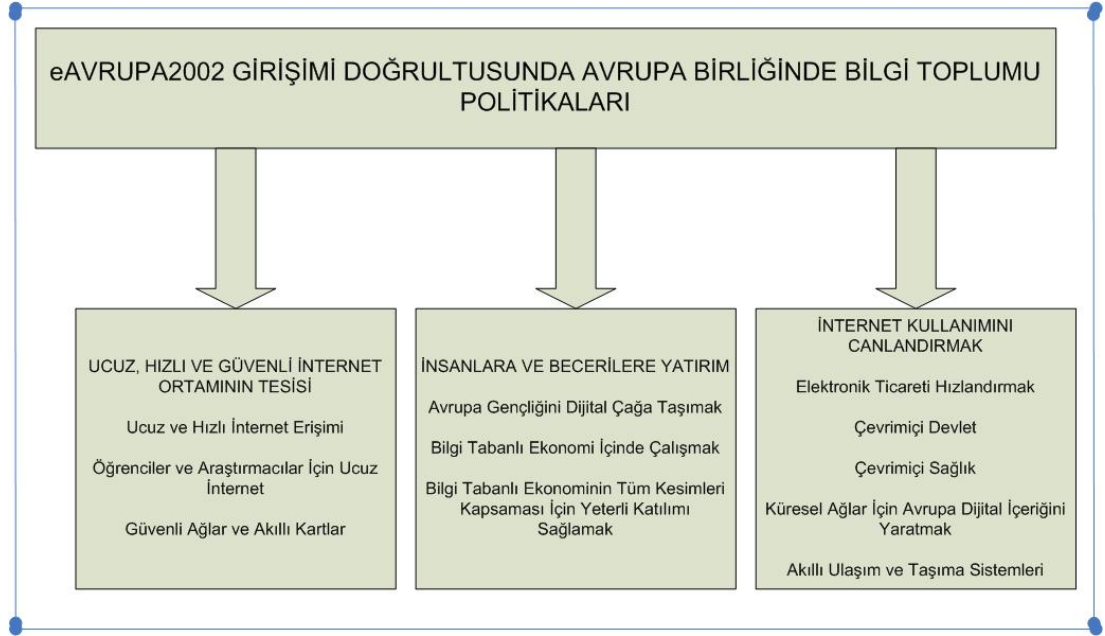 eAVRUPA2002 GİRİŞİMİ DOĞRULTUSUNDA AVRUPA BİRLİĞİNDE BİLGİ TOPLUMU
POLİTİKALARI
UCUZ, HIZLI VE GÜVENLİ İNTERNET
ORTAMININ TESİSİ
Ucuz ve Hızlı İnternet Erişimi
Öğrenciler ve Araştırmacılar İçin Ucuz
İnternet
Güvenli Ağlar ve Akıllı Kartlar
İNSANLARA VE BECERİLERE YATIRIM
Avrupa Gençliğini Dijital Çağa Taşımak
Bilgi Tabanlı Ekonomi İçinde Çalışmak
Bilgi Tabanlı Ekonominin Tüm Kesimleri
Kapsaması İçin Yeterli Katılımı
Sağlamak
İNTERNET KULLANIMINI
CANLANDIRMAK
Elektronik Ticareti Hızlandırmak
Çevrimiçi Devlet
Çevrimiçi Sağlık
Küresel Ağlar İçin Avrupa Dijital İçeriğini
Yaratmak
Akıllı Ulaşım ve Taşıma Sistemleri